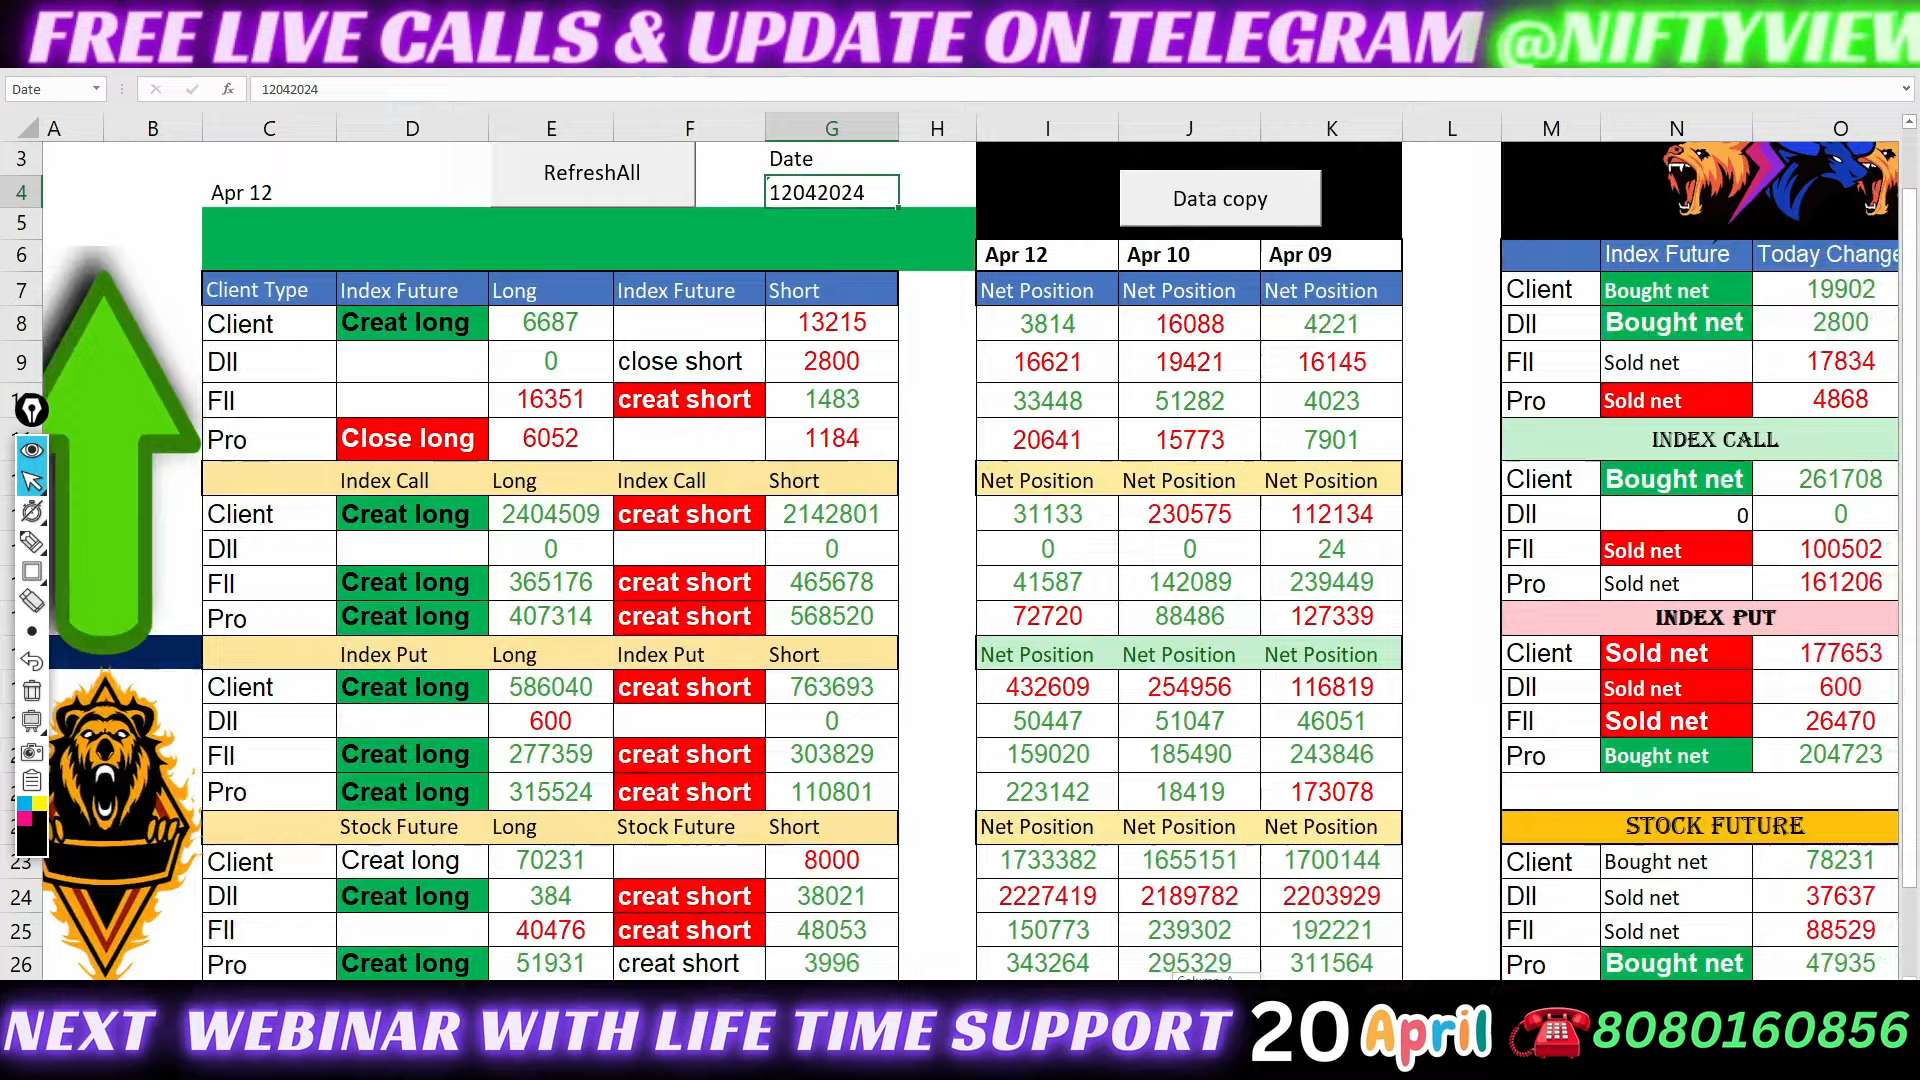 FREE LIVE CALLS & UPDATE ON TELEGRAM @NIFTYVIEW
Date fx 12042024
A B C D E F G H I J K L M N O
3 RefreshAll Date
4 Apr 12 12042024 Data copy
5
6 Apr 12 Apr 10 Apr 09 Index Future Today Change
7 Client Type Index Future Long Index Future Short Net Position Net Position Net Position Client Bought net 19902
8 Client Creat long 6687 13215 3814 16088 4221 DII Bought net 2800
9 DII 0 close short 2800 16621 19421 16145 FII Sold net 17834
FII 16351 creat short 1483 33448 51282 4023 Pro Sold net 4868
Pro Close long 6052 1184 20641 15773 7901 INDEX CALL
Index Call Long Index Call Short Net Position Net Position Net Position Client Bought net 261708
Client Creat long 2404509 creat short 2142801 31133 230575 112134 DII 0 0
DII 0 0 0 0 24 FII Sold net 100502
FII Creat long 365176 creat short 465678 41587 142089 239449 Pro Sold net 161206
Pro Creat long 407314 creat short 568520 72720 88486 127339 INDEX PUT
Index Put Long Index Put Short Net Position Net Position Net Position Client Sold net 177653
Client Creat long 586040 creat short 763693 432609 254956 116819 DII Sold net 600
DII 600 0 50447 51047 46051 FII Sold net 26470
FII Creat long 277359 creat short 303829 159020 185490 243846 Pro Bought net 204723
Pro Creat long 315524 creat short 110801 223142 18419 173078
Stock Future Long Stock Future Short Net Position Net Position Net Position STOCK FUTURE
23 Client Creat long 70231 8000 1733382 1655151 1700144 Client Bought net 78231
24 DII Creat long 384 creat short 38021 2227419 2189782 2203929 DII Sold net 37637
25 FII 40476 creat short 48053 150773 239302 192221 FII Sold net 88529
26 Pro Creat long 51931 creat short 3996 343264 295329 311564 Pro Bought net 47935
NEXT WEBINAR WITH LIFE TIME SUPPORT 20 April 8080160856